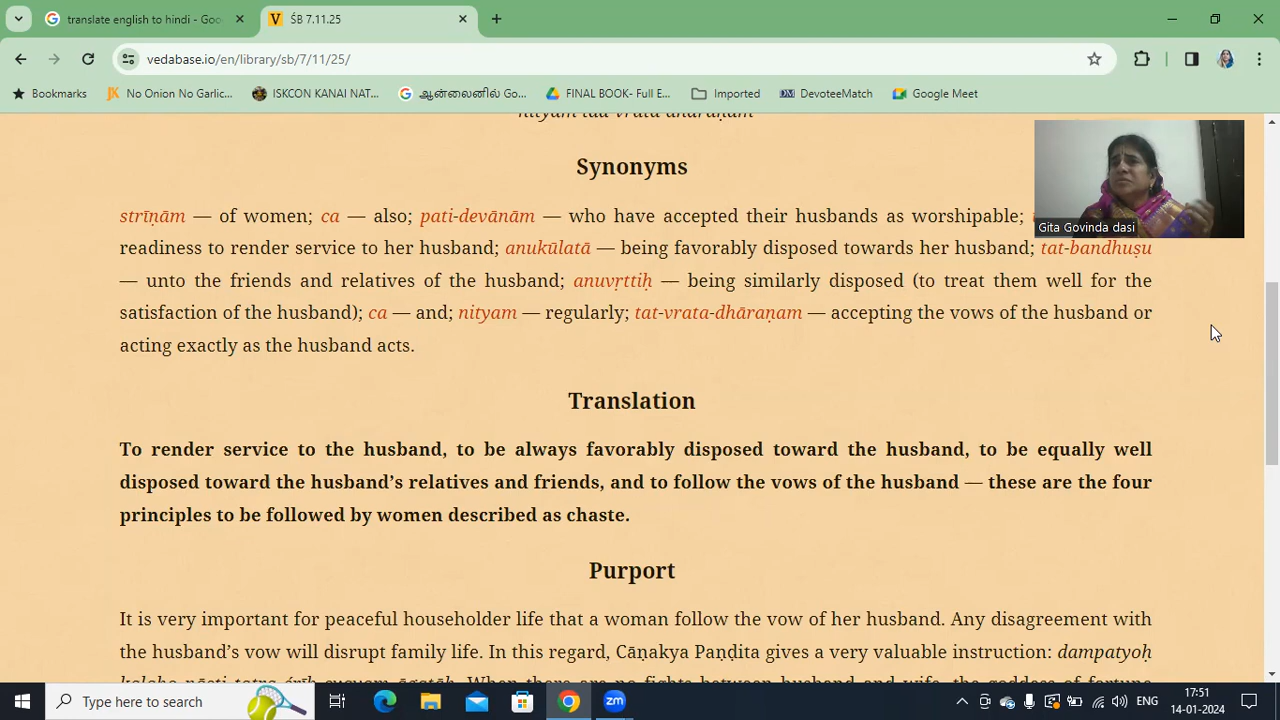 translate english to hindi - Goo
ŚB 7.11.25
vedabase.io/en/library/sb/7/11/25/
Bookmarks
No Onion No Garlic...
ISKCON KANAI NAT...
ஆன்லைனில் Go...
FINAL BOOK- Full E...
Imported
DevoteeMatch
Google Meet
Synonyms
strīṇām — of women; ca — also; pati-devānām — who have accepted their husbands as worshipable;
readiness to render service to her husband; anukūlatā — being favorably disposed towards her husband; tat-bandhuṣu
— unto the friends and relatives of the husband; anuvṛttiḥ — being similarly disposed (to treat them well for the
satisfaction of the husband); ca — and; nityam — regularly; tat-vrata-dhāraṇam — accepting the vows of the husband or
acting exactly as the husband acts.
Gita Govinda dasi
Translation
To render service to the husband, to be always favorably disposed toward the husband, to be equally well
disposed toward the husband's relatives and friends, and to follow the vows of the husband — these are the four
principles to be followed by women described as chaste.
Purport
It is very important for peaceful householder life that a woman follow the vow of her husband. Any disagreement with
the husband's vow will disrupt family life. In this regard, Cāṇakya Paṇḍita gives a very valuable instruction: dampatyoḥ
Type here to search
ENG
17:51
14-01-2024